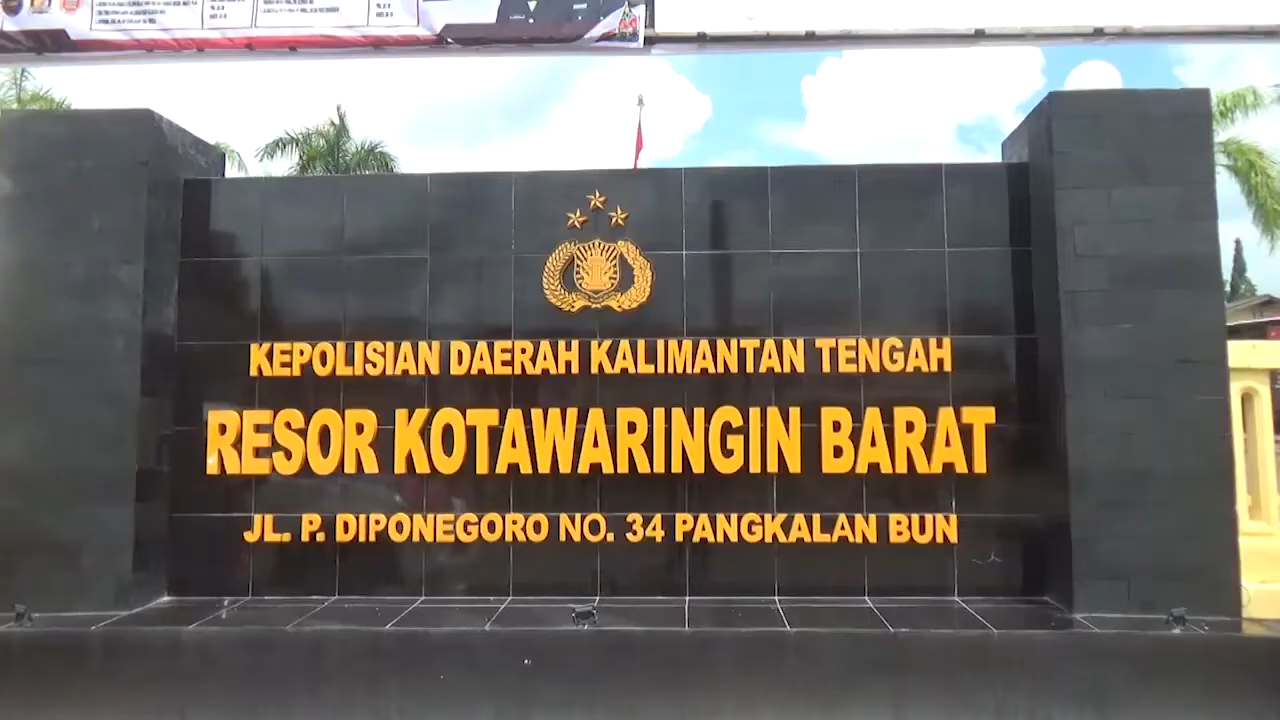 KEPOLISIAN DAERAH KALIMANTAN TENGAH
RESOR KOTAWARINGIN BARAT
JL. P. DIPONEGORO NO. 34 PANGKALAN BUN